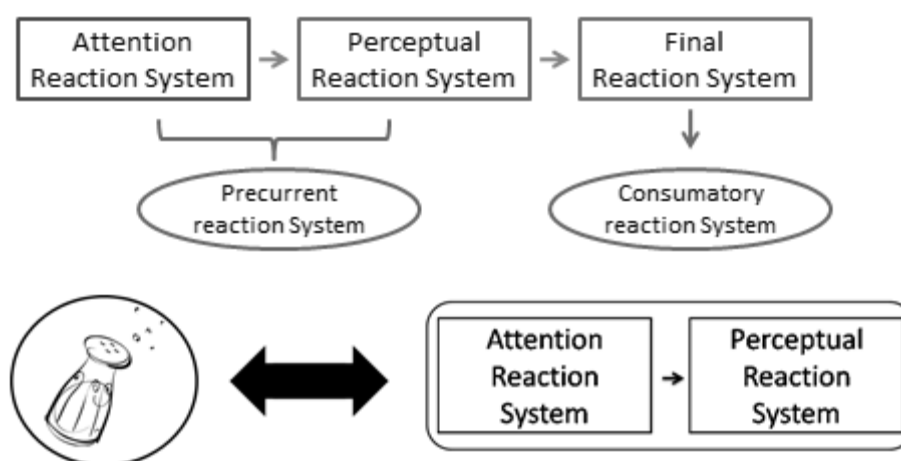 Attention
Reaction System
Perceptual
Reaction System
Final
Reaction System
Precurrent
reaction System
Consumatory
reaction System
Attention
Reaction
System
Perceptual
Reaction
System